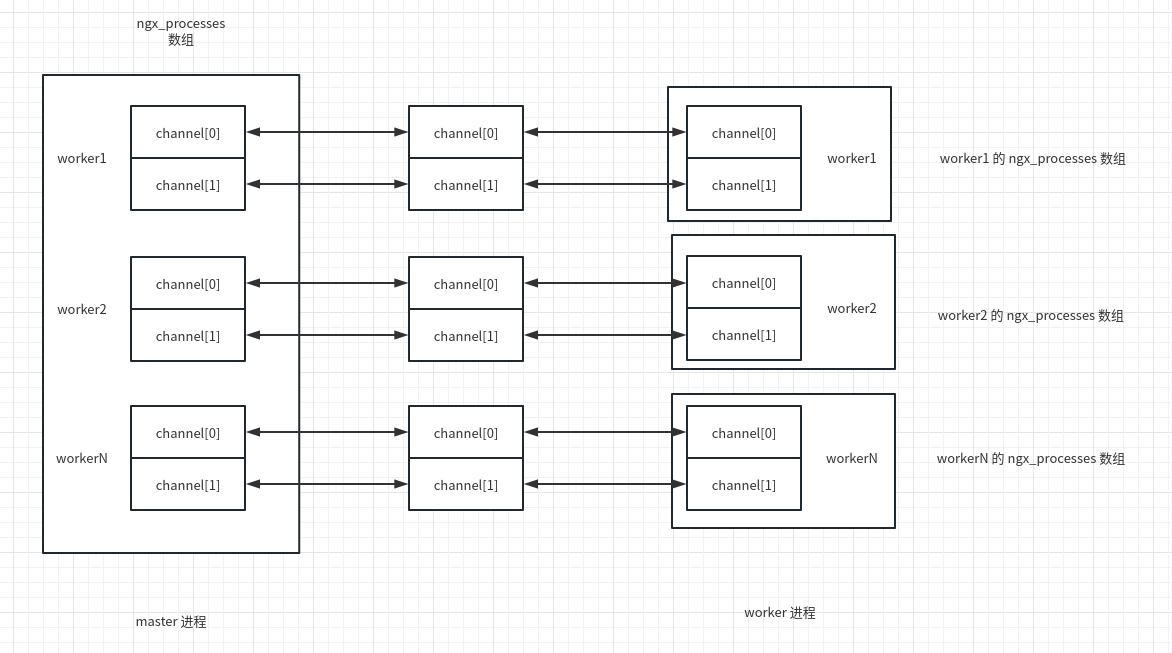 ngx_processes
数组
channel[0]
channel[0]
channel[0]
worker1
worker1
worker1 的 ngx_processes 数组
channel[1]
channel[1]
channel[1]
channel[0]
channel[0]
channel[0]
worker2
worker2
worker2 的 ngx_processes 数组
channel[1]
channel[1]
channel[1]
channel[0]
channel[0]
channel[0]
workerN
workerN
workerN 的 ngx_processes 数组
channel[1]
channel[1]
channel[1]
master 进程
worker 进程